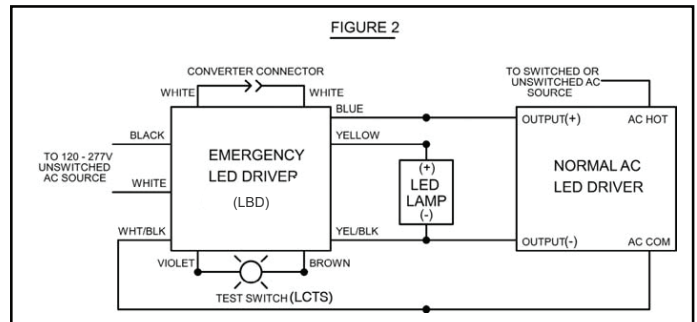 FIGURE 2
CONVERTER CONNECTOR
WHITE
WHITE
BLACK
TO 120 - 277V
UNSWITCHED
AC SOURCE
WHITE
WHT/BLK
EMERGENCY
LED DRIVER
(LBD)
BLUE
YELLOW
YEL/BLK
VIOLET
BROWN
TEST SWITCH (LCTS)
(+)
LED
LAMP
(-)
TO SWITCHED OR
UNSWITCHED AC
SOURCE
OUTPUT(+)
AC HOT
NORMAL AC
LED DRIVER
OUTPUT(-)
AC COM